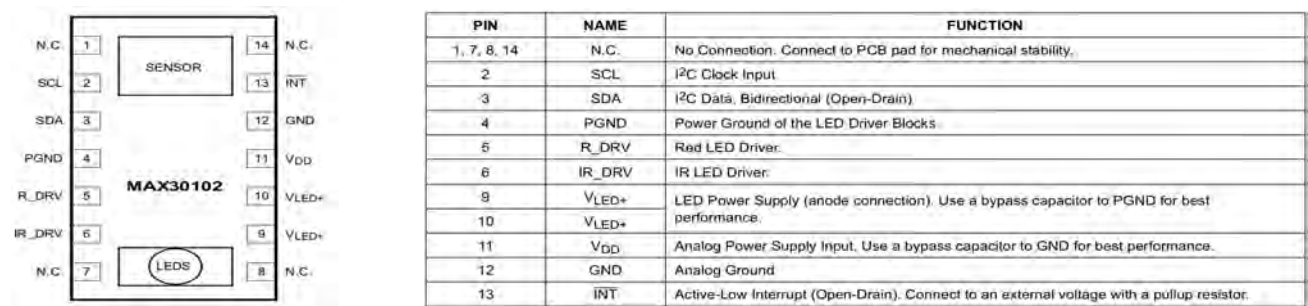 N.C. 1 14 N.C.
SENSOR
SCL 2 13 INT
SDA 3 12 GND
PGND 4 11 VDD
MAX30102
R_DRV 5 10 VLED+
IR_DRV 6 9 VLED+
LEDS
N.C. 7 8 N.C.
PIN NAME FUNCTION
1, 7, 8, 14 N.C. No Connection. Connect to PCB pad for mechanical stability.
2 SCL I2C Clock Input
3 SDA I2C Data, Bidirectional (Open-Drain)
4 PGND Power Ground of the LED Driver Blocks
5 R_DRV Red LED Driver.
6 IR_DRV IR LED Driver.
9 VLED+ LED Power Supply (anode connection). Use a bypass capacitor to PGND for best
10 VLED+ performance.
11 VDD Analog Power Supply Input. Use a bypass capacitor to GND for best performance.
12 GND Analog Ground
13 INT Active-Low Interrupt (Open-Drain). Connect to an external voltage with a pullup resistor.